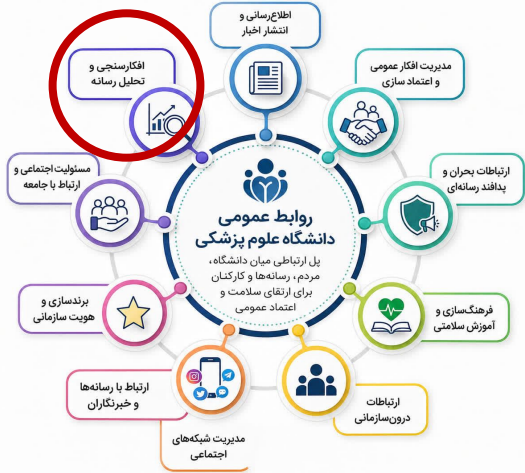 اطلاع‌رسانی و
انتشار اخبار
افکارسنجی و
تحلیل رسانه
مدیریت افکار عمومی
و اعتماد سازی
مسئولیت اجتماعی و
ارتباط با جامعه
ارتباطات بحران و
پدافند رسانه‌ای
روابط عمومی
دانشگاه علوم پزشکی
پل ارتباطی میان دانشگاه،
مردم، رسانه‌ها و کارکنان
برای ارتقای سلامت و
اعتماد عمومی
برندسازی و
هویت سازمانی
فرهنگ‌سازی و
آموزش سلامتی
ارتباط با رسانه‌ها
و خبرنگاران
ارتباطات
درون‌سازمانی
مدیریت شبکه‌های
اجتماعی